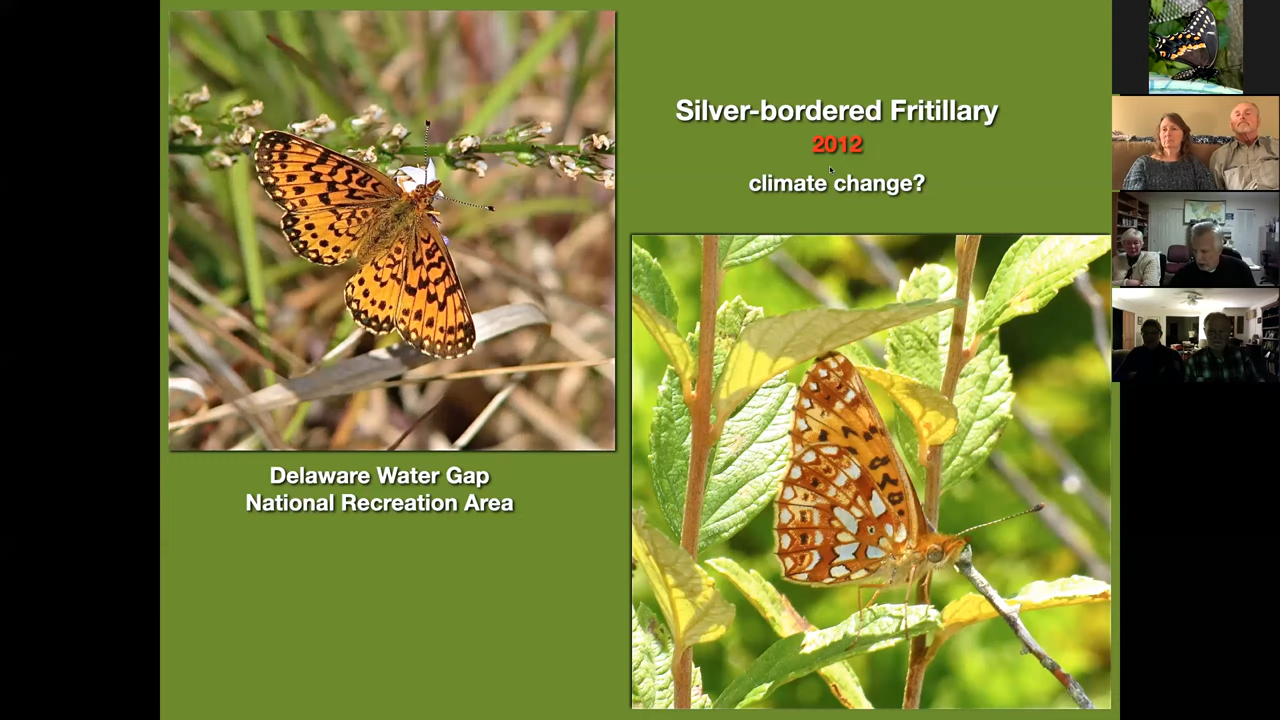 Silver-bordered Fritillary
2012
climate change?
Delaware Water Gap
National Recreation Area